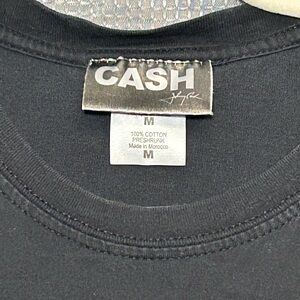 CASH
M
100% COTTON
PRESHRUNK
Made in Morocco
M